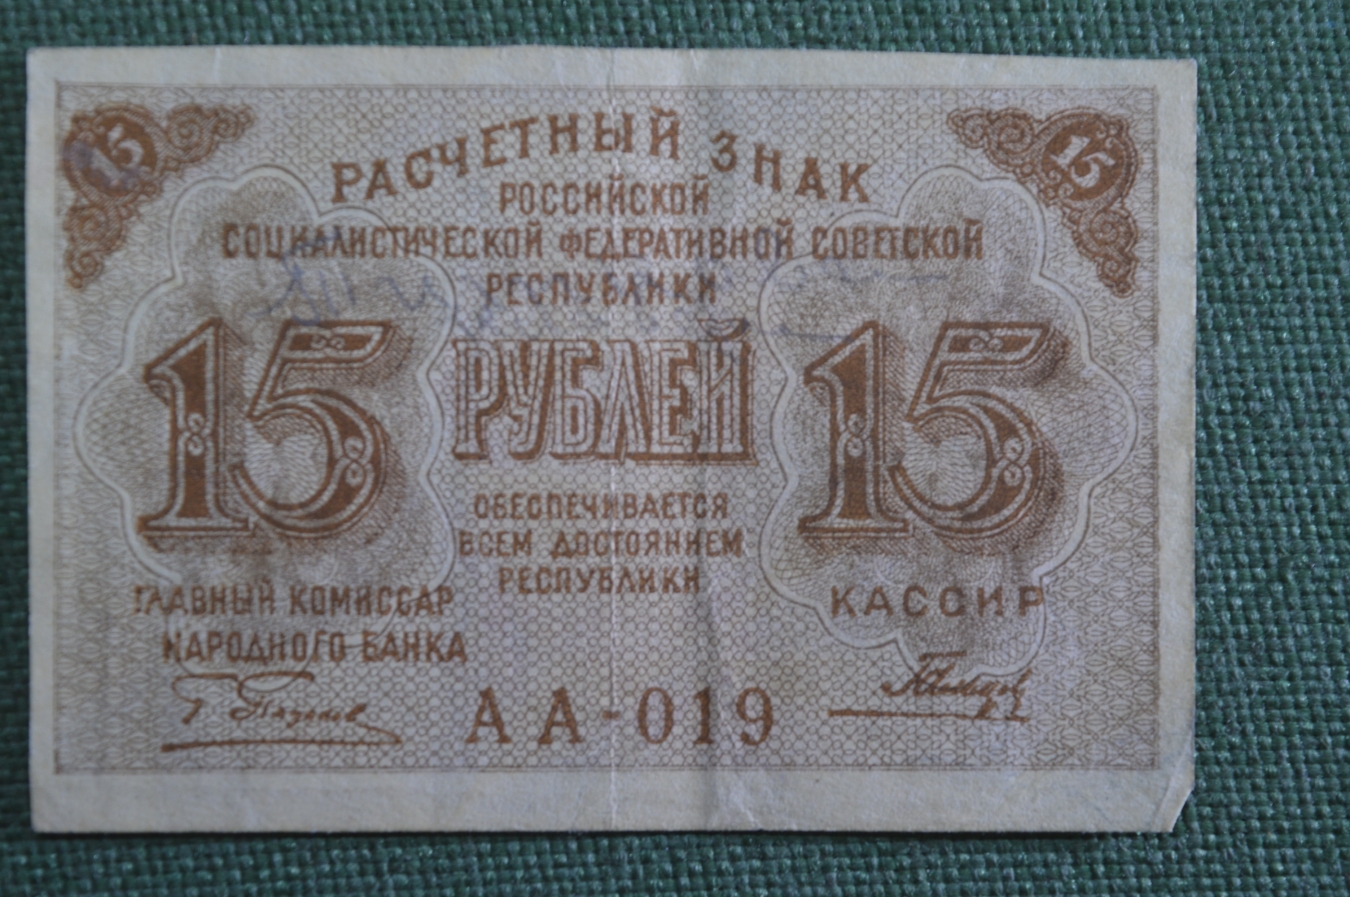 15 15
РАСЧЕТНЫЙ ЗНАК
РОССИЙСКОЙ
СОЦИАЛИСТИЧЕСКОЙ ФЕДЕРАТИВНОЙ СОВЕТСКОЙ
РЕСПУБЛИКИ
15 РУБЛЕЙ 15
ОБЕСПЕЧИВАЕТСЯ
ВСЕМ ДОСТОЯНИЕМ
РЕСПУБЛИКИ
ГЛАВНЫЙ КОМИССАР
НАРОДНОГО БАНКА
КАССИР
АА-019